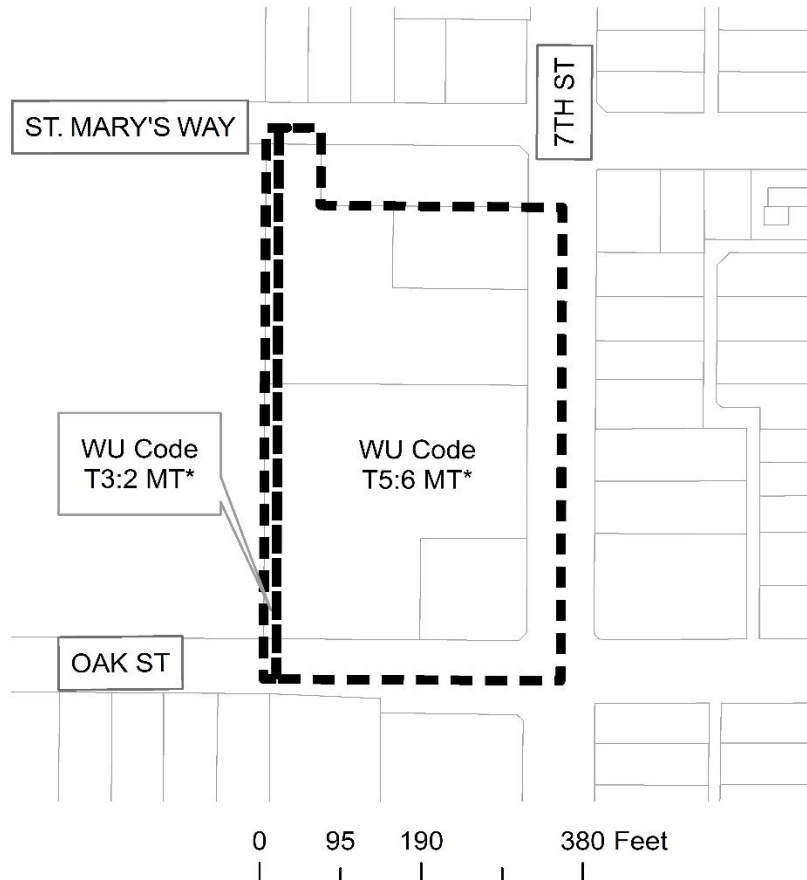 7TH ST
ST. MARY'S WAY
WU Code
T3:2 MT*
WU Code
T5:6 MT*
OAK ST
0 95 190 380 Feet